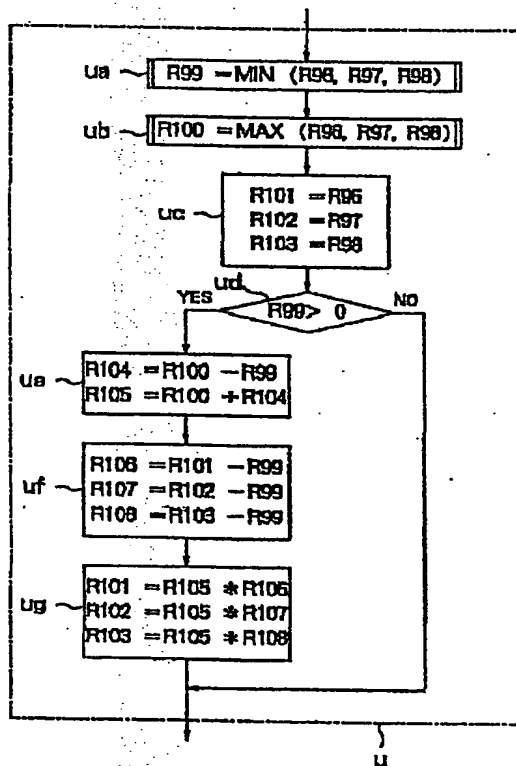 ua R99 =MIN (R96, R97, R98)
ub R100 =MAX (R96, R97, R98)
uc
R101 =R96
R102 =R97
R103 =R98
ud
YES R99> 0 NO
ue
R104 =R100 -R99
R105 =R100 +R104
uf
R106 =R101 -R99
R107 =R102 -R99
R108 =R103 -R99
ug
R101 =R105 *R106
R102 =R105 *R107
R103 =R105 *R108
u